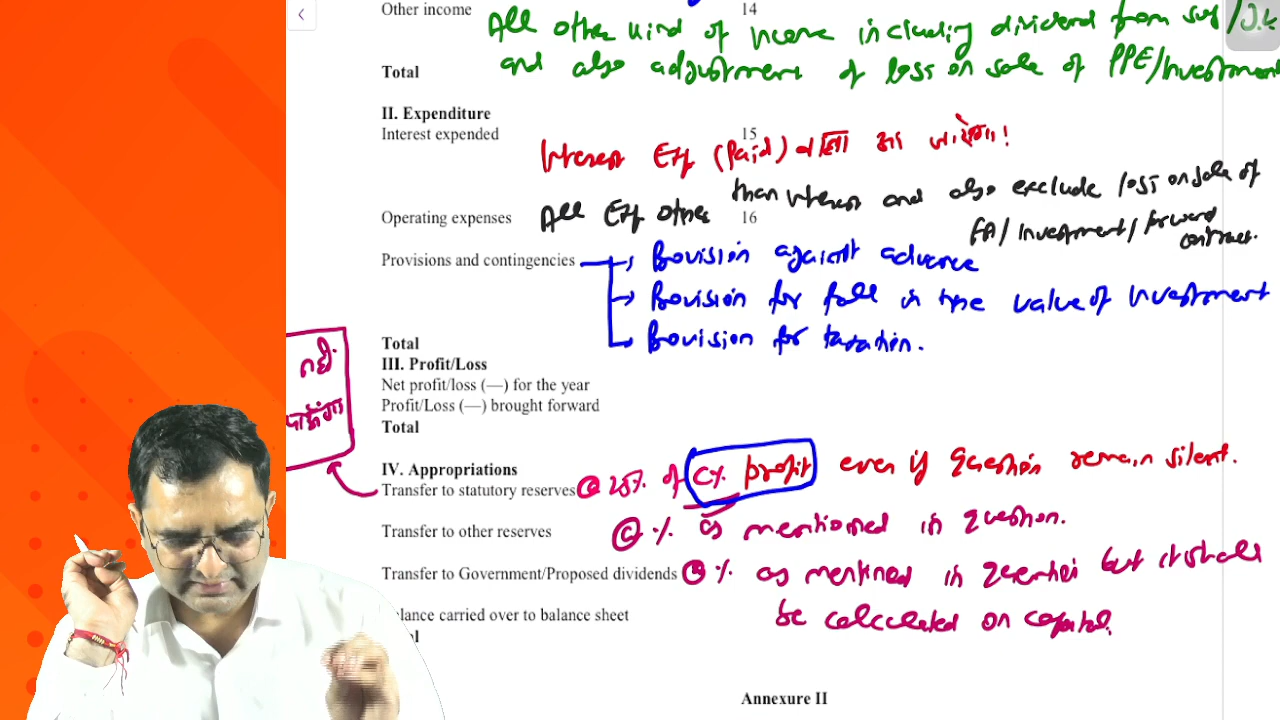 Other income 14
All other kind of income including dividend from sub/J.V
Total
and also adjustment of loss on sale of PPE/Investment
II. Expenditure
Interest expended 15
Interest Exp (Paid)
than interest and also exclude loss on sale of
Operating expenses All Exp other 16
FA/Investment/forward
contract.
Provisions and contingencies → Provision against advance
→ Provision for fall in the value of Investment
→ Provision for taxation.
Total
III. Profit/Loss
Net profit/loss (—) for the year
Profit/Loss (—) brought forward
Total
नहीं
IV. Appropriations
Transfer to statutory reserves @ 25% of CY. Profit even if question remain silent.
Transfer to other reserves @ % as mentioned in question.
Transfer to Government/Proposed dividends @ % as mentioned in question but it shall
be calculated on capital.
lance carried over to balance sheet
Annexure II